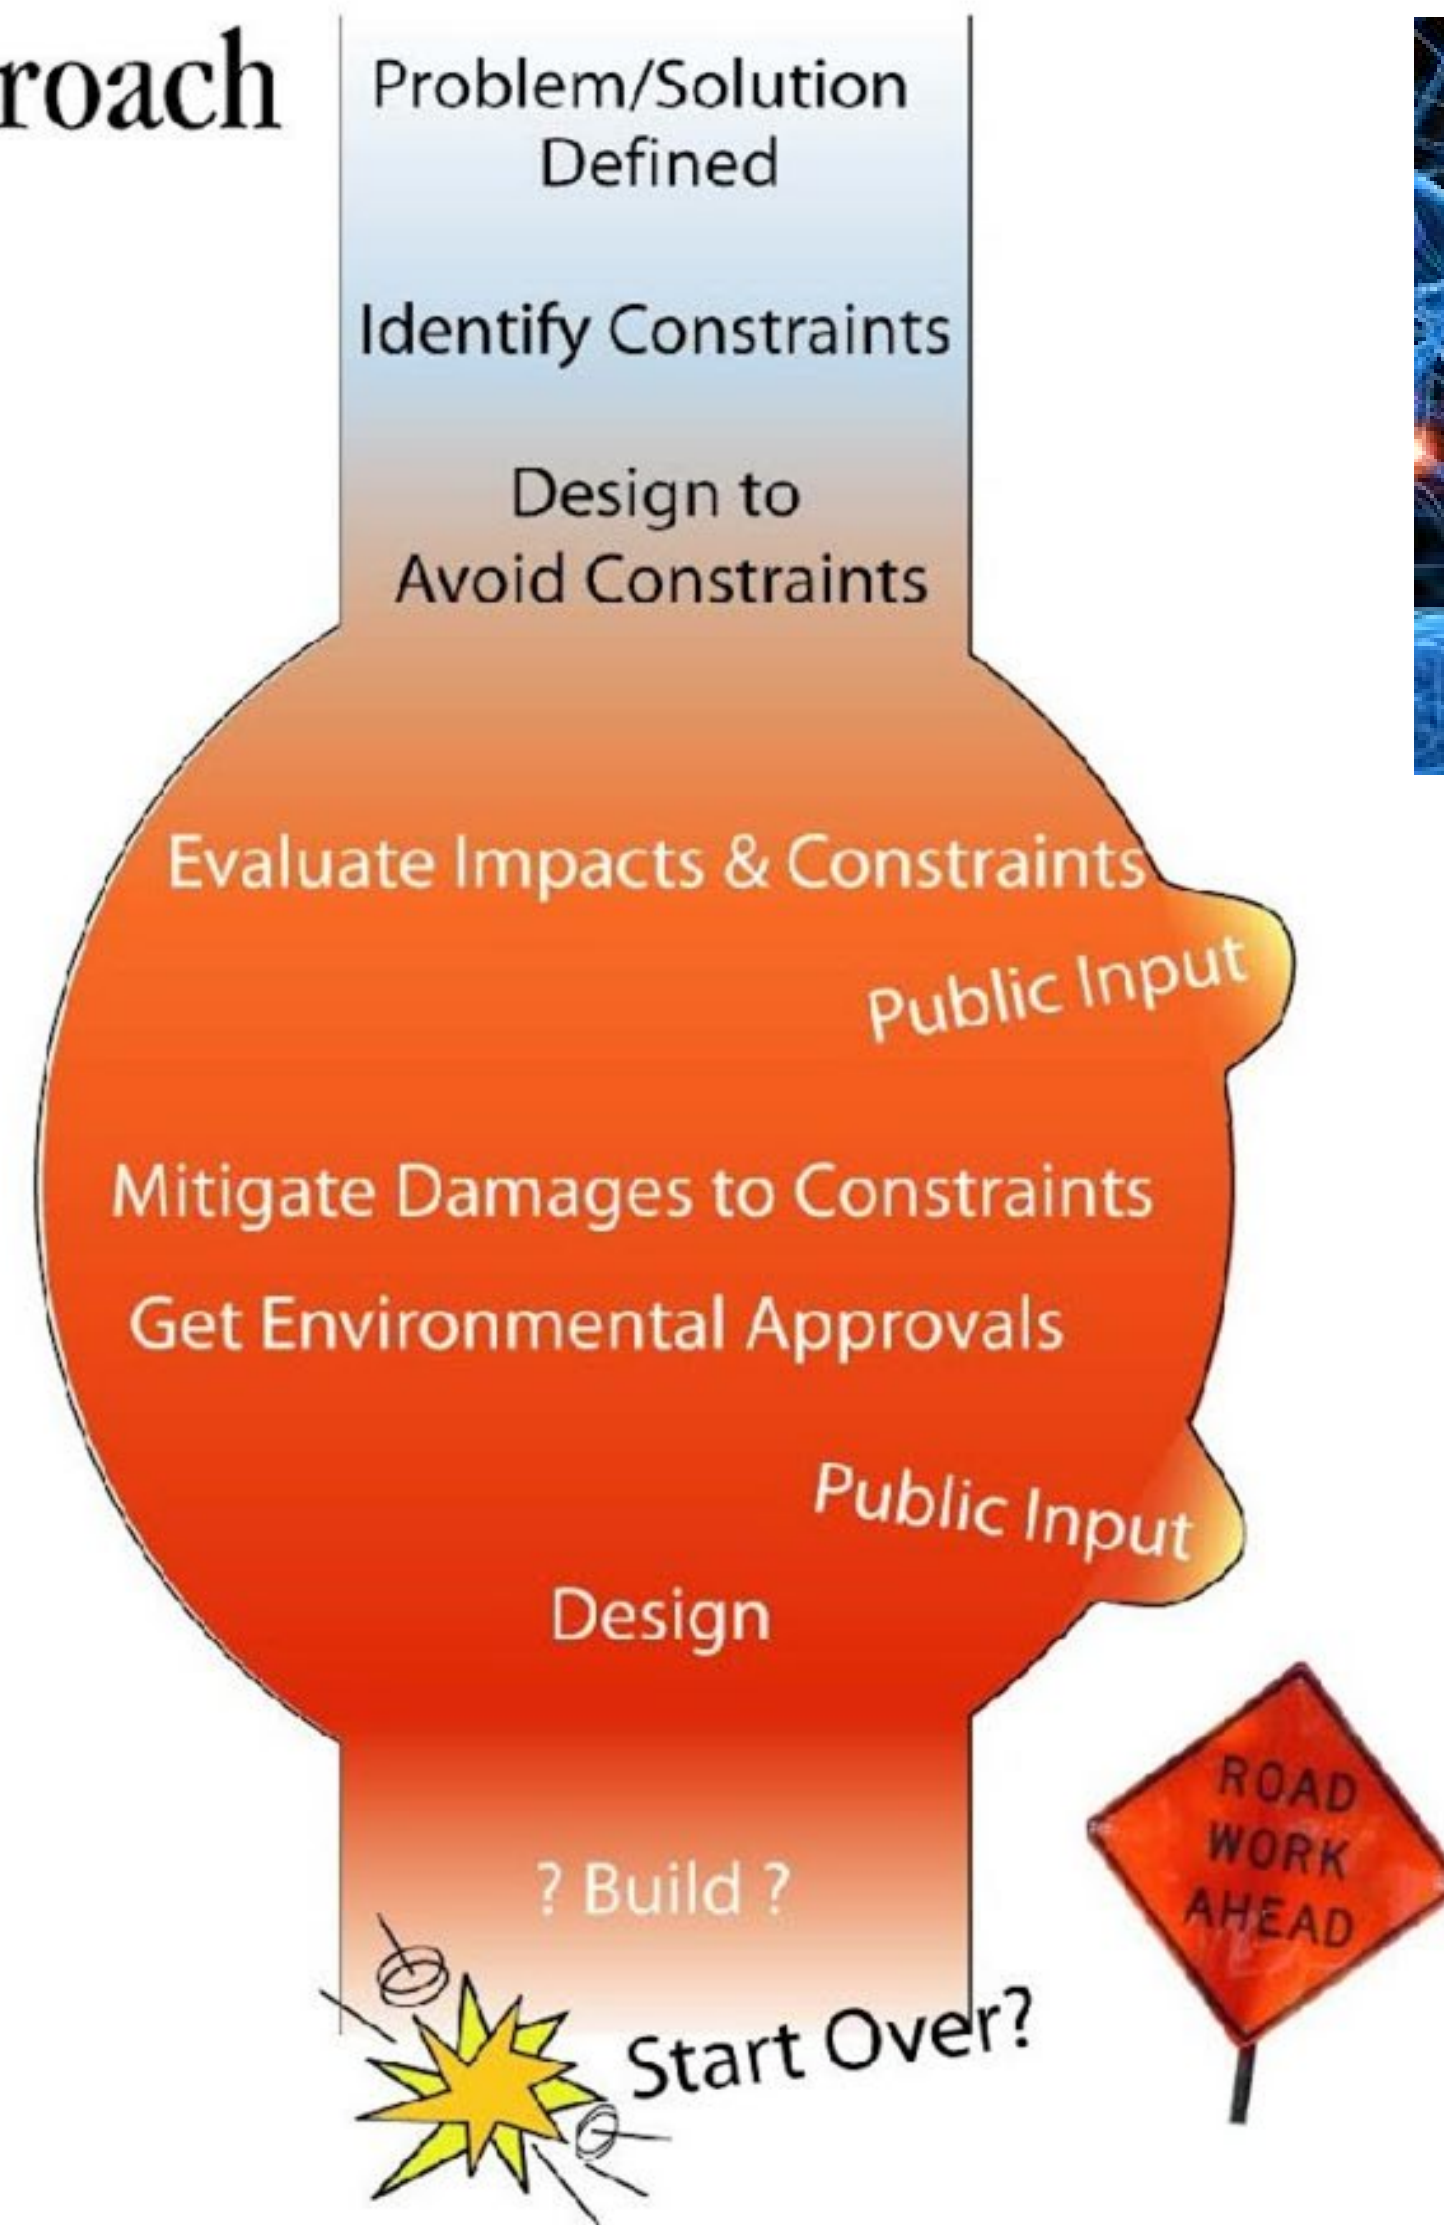 roach
Problem/Solution
Defined
Identify Constraints
Design to
Avoid Constraints
Evaluate Impacts & Constraints
Public Input
Mitigate Damages to Constraints
Get Environmental Approvals
Public Input
Design
? Build ?
Start Over?
ROAD
WORK
AHEAD